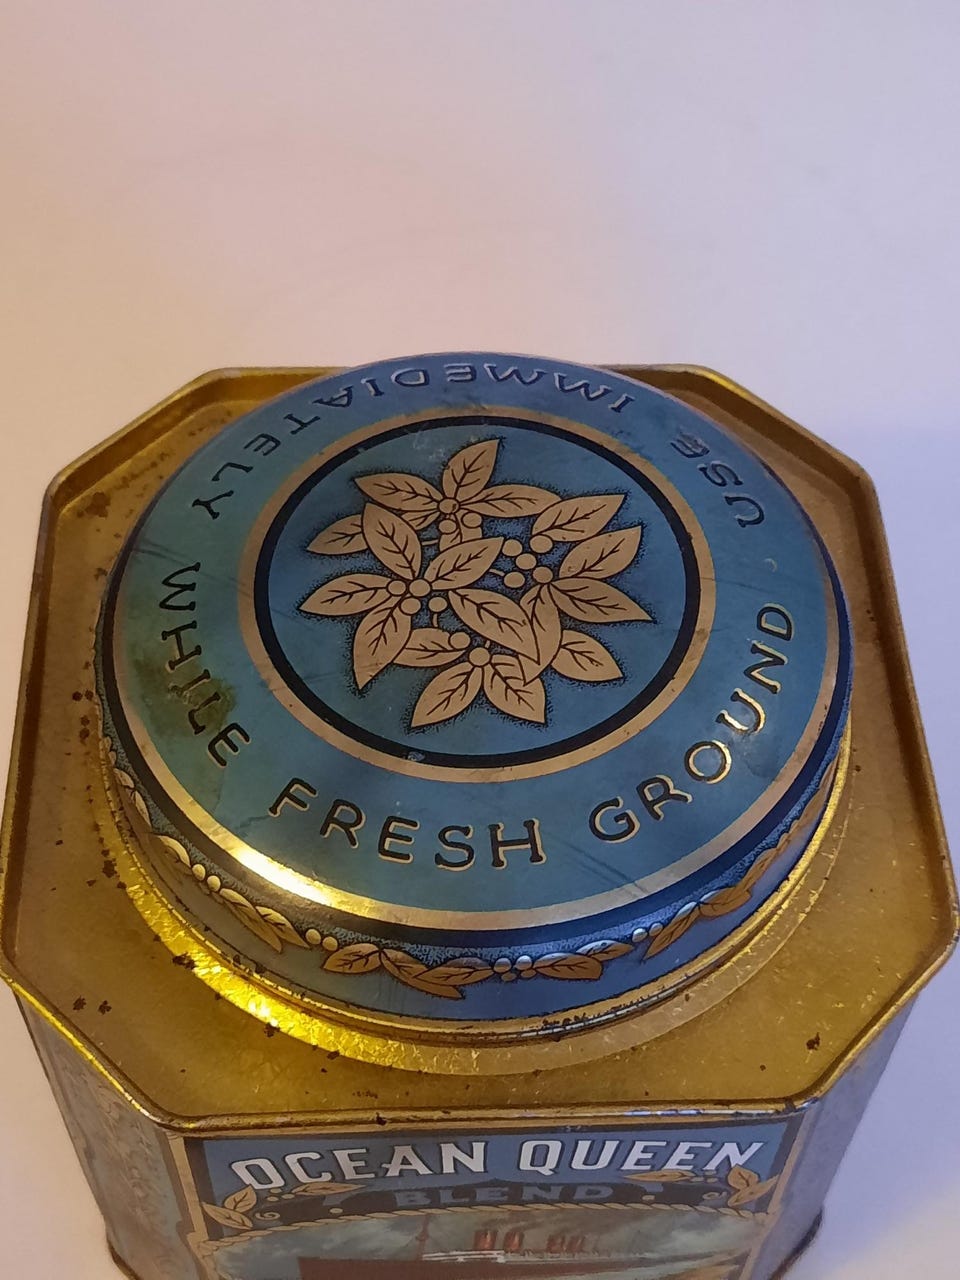 USE IMMEDIATELY WHILE FRESH GROUND
OCEAN QUEEN
BLEND